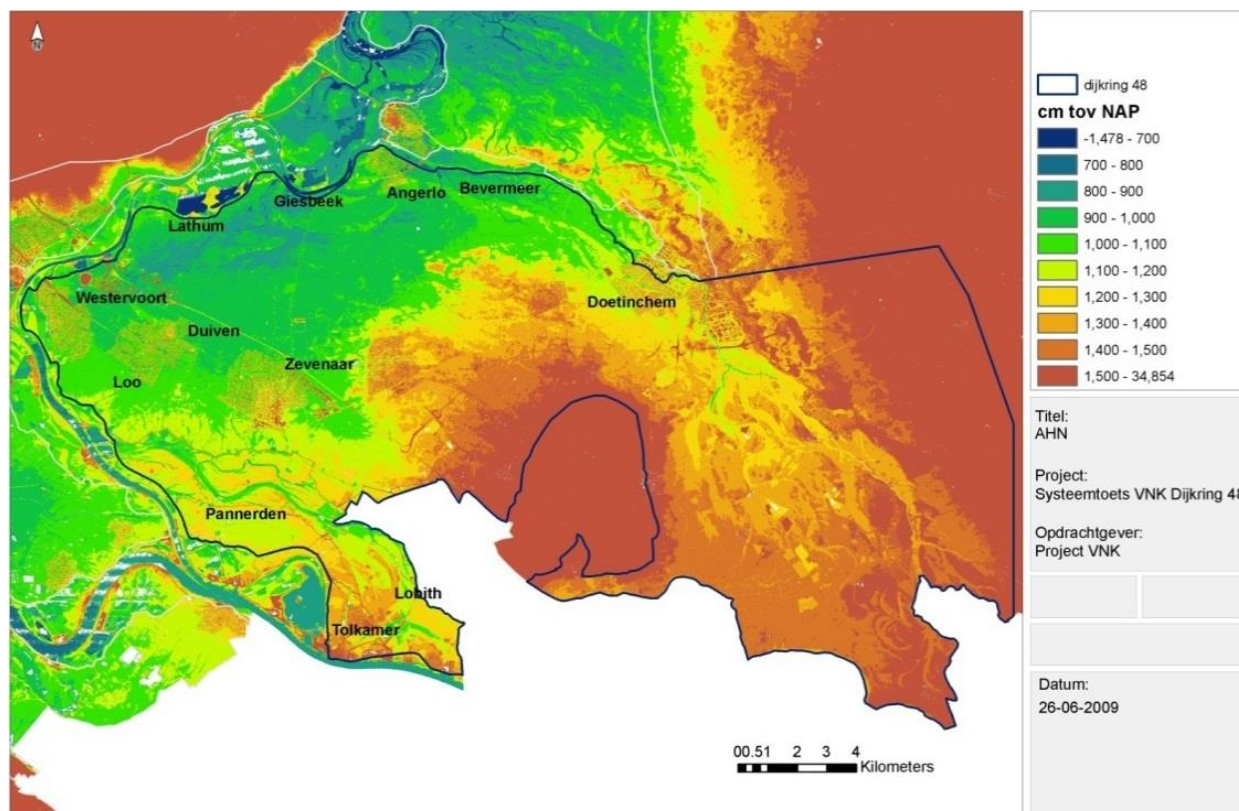 N
Angerlo
Bevermeer
Giesbeek
Lathum
Westervoort
Doetinchem
Duiven
Zevenaar
Loo
Pannerden
Lobith
Tolkamer
00.51 2 3 4
Kilometers
dijkring 48
cm tov NAP
-1,478 - 700
700 - 800
800 - 900
900 - 1,000
1,000 - 1,100
1,100 - 1,200
1,200 - 1,300
1,300 - 1,400
1,400 - 1,500
1,500 - 34,854
Titel:
AHN
Project:
Systeemtoets VNK Dijkring 48
Opdrachtgever:
Project VNK
Datum:
26-06-2009